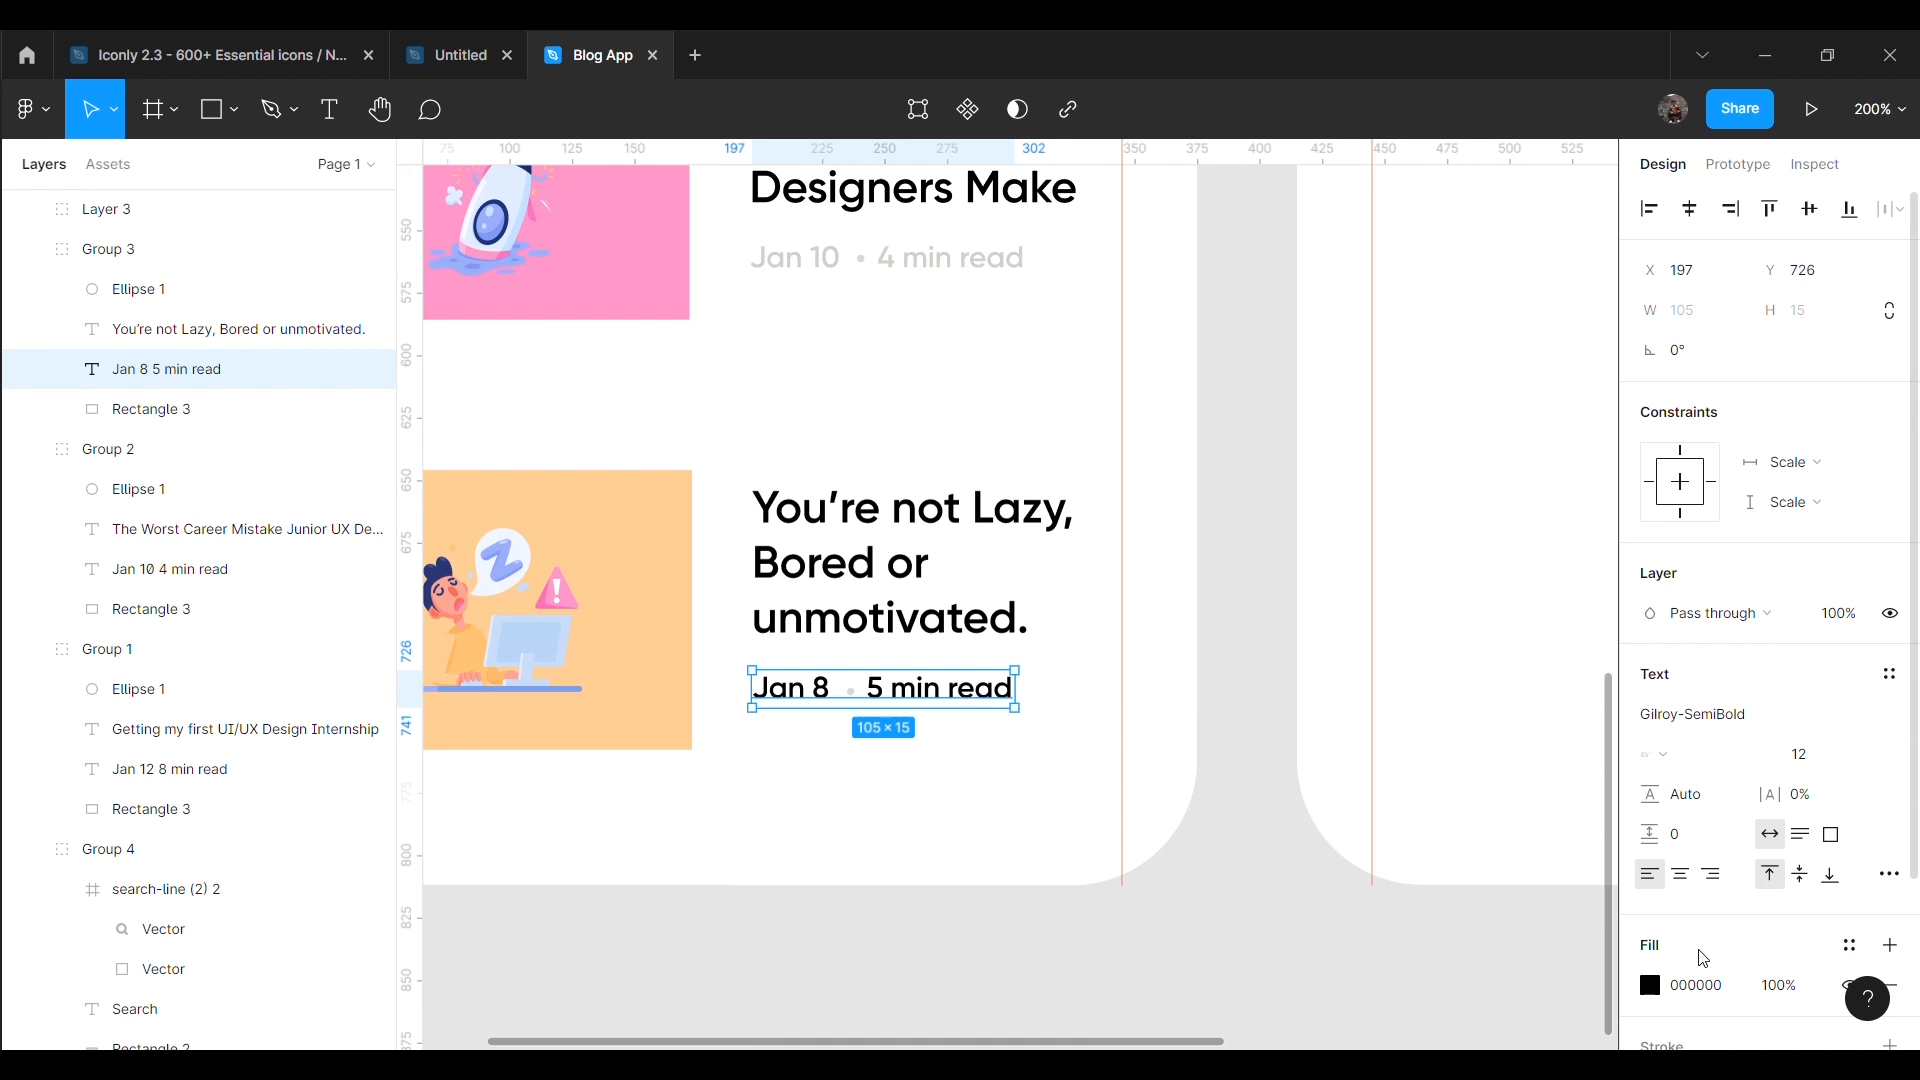 Iconly 2.3 - 600+ Essential icons / N...
Untitled
Blog App
Share
200%
Layers
Assets
Page 1
75
100
125
150
197
225
250
275
302
350
375
400
425
450
475
500
525
Design
Prototype
Inspect
Layer 3
Group 3
Ellipse 1
You're not Lazy, Bored or unmotivated.
Jan 8 5 min read
Rectangle 3
Group 2
Ellipse 1
The Worst Career Mistake Junior UX De...
Jan 10 4 min read
Rectangle 3
Group 1
Ellipse 1
Getting my first UI/UX Design Internship
Jan 12 8 min read
Rectangle 3
Group 4
search-line (2) 2
Vector
Vector
Search
Rectangle 2
550
575
600
625
650
675
726
741
775
800
825
850
Designers Make
Jan 10 • 4 min read
Z
You're not Lazy,
Bored or
unmotivated.
Jan 8 • 5 min read
105 × 15
X 197
Y 726
W 105
H 15
0°
Constraints
Scale
Scale
Layer
Pass through
100%
Text
Gilroy-SemiBold
12
Auto
|A| 0%
0
Fill
000000
100%
?
Stroke